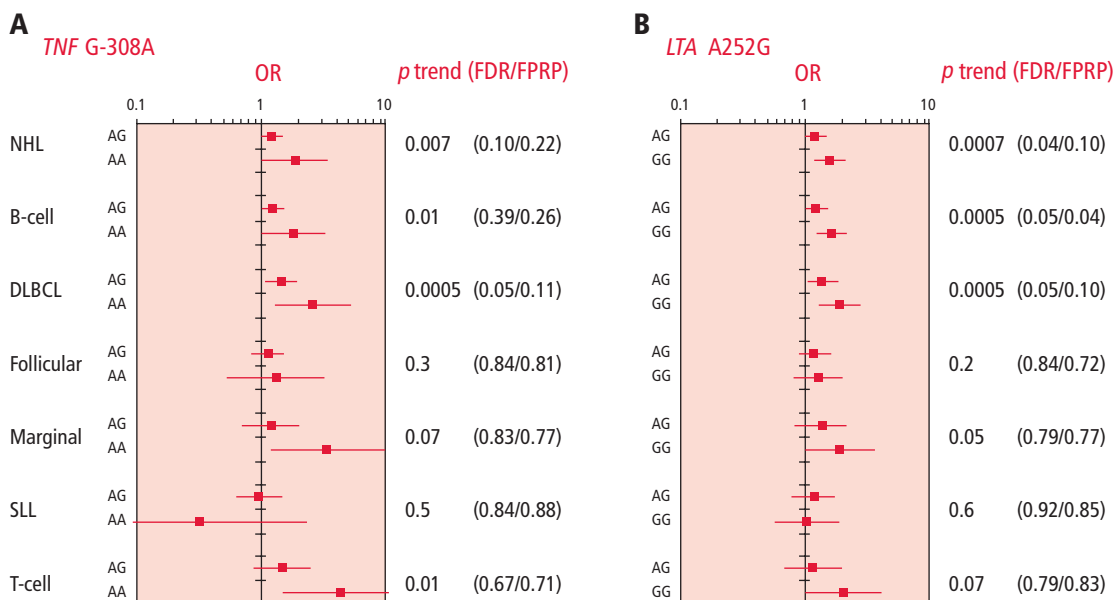 A
TNF G-308A
OR
p trend (FDR/FPRP)
0.1 1 10
NHL AG 0.007 (0.10/0.22)
AA
B-cell AG 0.01 (0.39/0.26)
AA
DLBCL AG 0.0005 (0.05/0.11)
AA
Follicular AG 0.3 (0.84/0.81)
AA
Marginal AG 0.07 (0.83/0.77)
AA
SLL AG 0.5 (0.84/0.88)
AA
T-cell AG 0.01 (0.67/0.71)
AA
B
LTA A252G
OR
p trend (FDR/FPRP)
0.1 1 10
AG 0.0007 (0.04/0.10)
GG
AG 0.0005 (0.05/0.04)
GG
AG 0.0005 (0.05/0.10)
GG
AG 0.2 (0.84/0.72)
GG
AG 0.05 (0.79/0.77)
GG
AG 0.6 (0.92/0.85)
GG
AG 0.07 (0.79/0.83)
GG